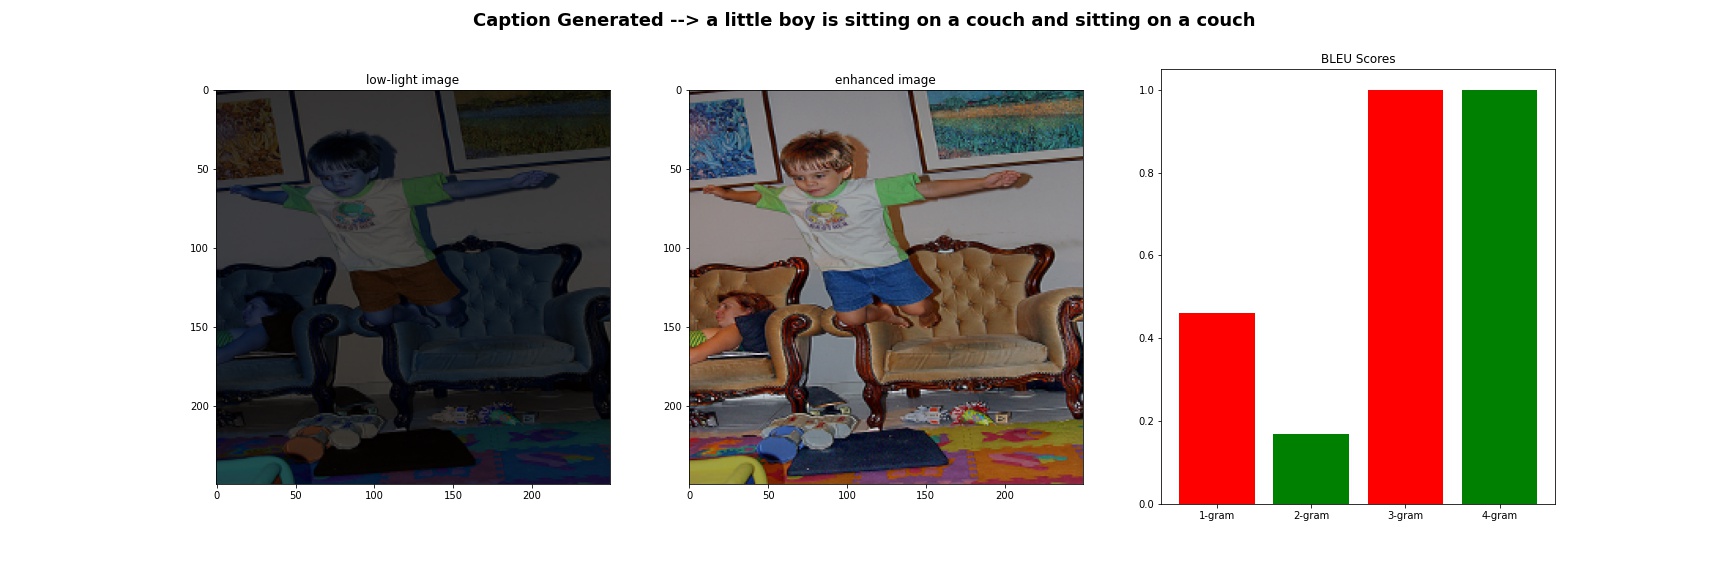 Caption Generated --> a little boy is sitting on a couch and sitting on a couch
low-light image
0
50
100
150
200
0 50 100 150 200
enhanced image
0
50
100
150
200
0 50 100 150 200
BLEU Scores
1.0
0.8
0.6
0.4
0.2
0.0
1-gram 2-gram 3-gram 4-gram